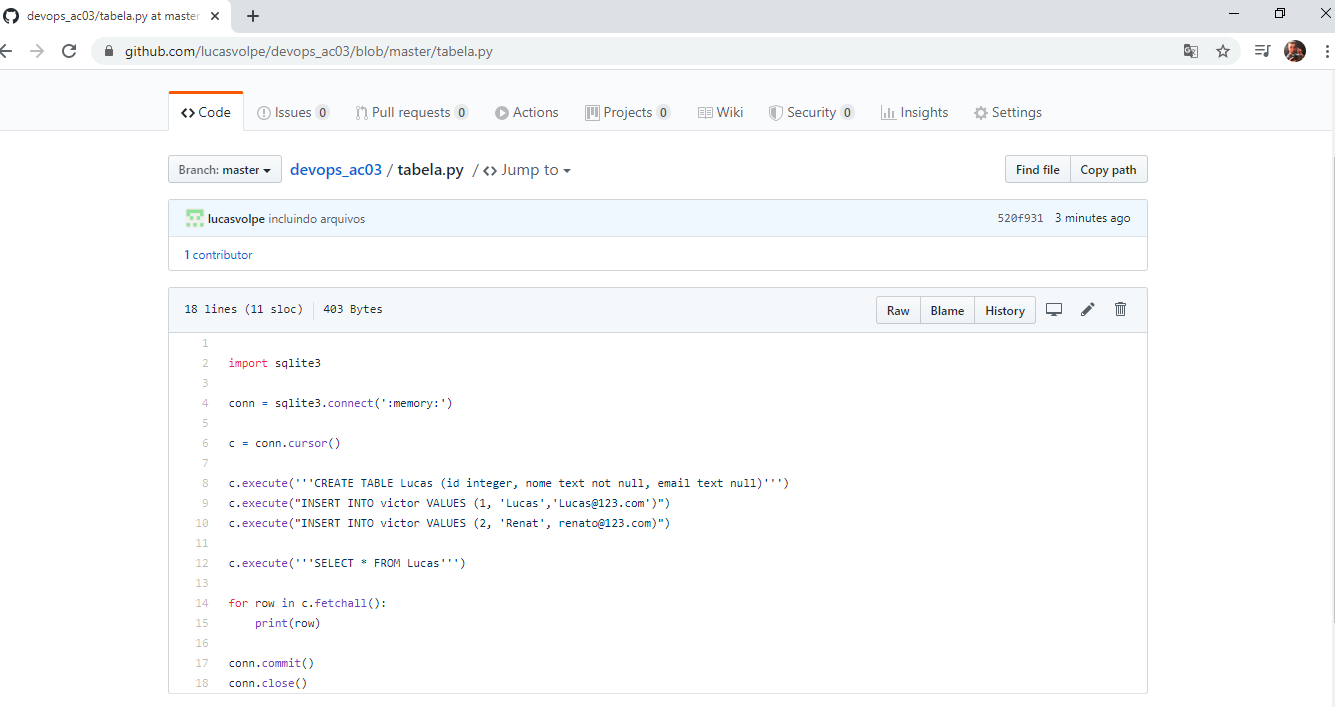 devops_ac03/tabela.py at master
github.com/lucasvolpe/devops_ac03/blob/master/tabela.py
Code Issues 0 Pull requests 0 Actions Projects 0 Wiki Security 0 Insights Settings
Branch: master devops_ac03 / tabela.py / <> Jump to Find file Copy path
lucasvolpe incluindo arquivos 520f931 3 minutes ago
1 contributor
18 lines (11 sloc) 403 Bytes Raw Blame History
1
2 import sqlite3
3
4 conn = sqlite3.connect(':memory:')
5
6 c = conn.cursor()
7
8 c.execute('''CREATE TABLE Lucas (id integer, nome text not null, email text null)''')
9 c.execute("INSERT INTO victor VALUES (1, 'Lucas','Lucas@123.com')")
10 c.execute("INSERT INTO victor VALUES (2, 'Renat', renato@123.com)")
11
12 c.execute('''SELECT * FROM Lucas''')
13
14 for row in c.fetchall():
15     print(row)
16
17 conn.commit()
18 conn.close()